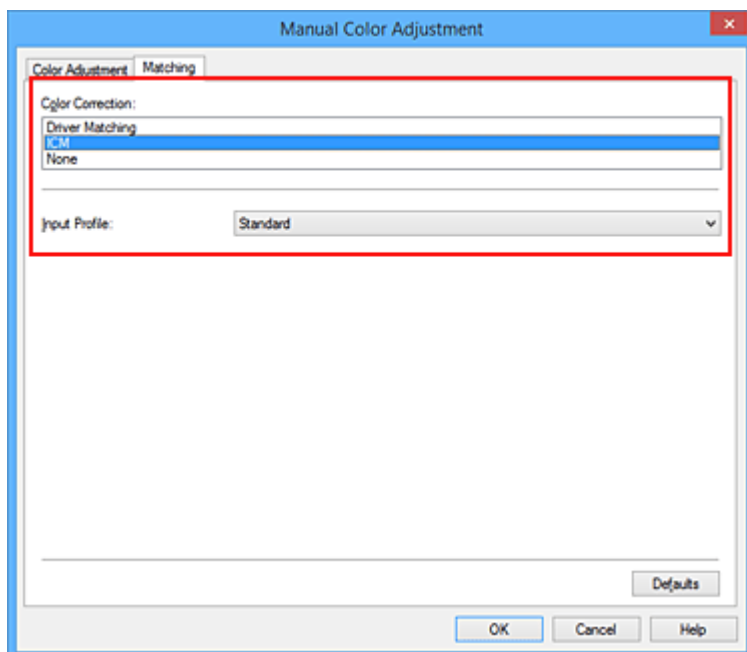 Manual Color Adjustment
Color Adjustment Matching
Color Correction:
Driver Matching
ICM
None
Input Profile: Standard
Defaults
OK Cancel Help